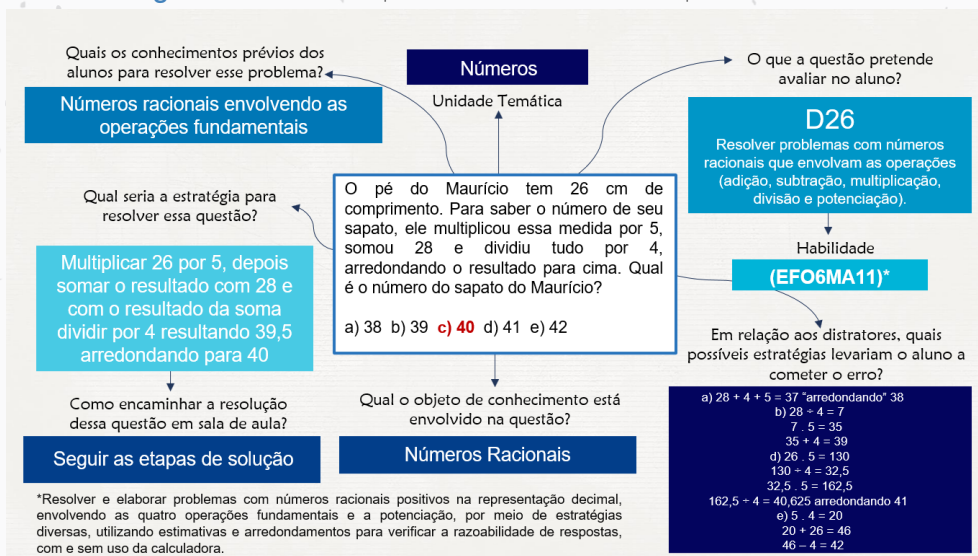 Quais os conhecimentos prévios dos
alunos para resolver esse problema?
Números racionais envolvendo as
operações fundamentais
Números
Unidade Temática
O que a questão pretende
avaliar no aluno?
D26
Resolver problemas com números
racionais que envolvam as operações
(adição, subtração, multiplicação,
divisão e potenciação).
Habilidade
(EFO6MA11)*
Qual seria a estratégia para
resolver essa questão?
Multiplicar 26 por 5, depois
somar o resultado com 28 e
com o resultado da soma
dividir por 4 resultando 39,5
arredondando para 40
O pé do Maurício tem 26 cm de
comprimento. Para saber o número de seu
sapato, ele multiplicou essa medida por 5,
somou 28 e dividiu tudo por 4,
arredondando o resultado para cima. Qual
é o número do sapato do Maurício?
a) 38 b) 39 c) 40 d) 41 e) 42
Em relação aos distratores, quais
possíveis estratégias levariam o aluno a
cometer o erro?
a) 28 + 4 + 5 = 37 "arredondando" 38
b) 28 ÷ 4 = 7
7 . 5 = 35
35 + 4 = 39
d) 26 . 5 = 130
130 ÷ 4 = 32,5
32,5 . 5 = 162,5
162,5 ÷ 4 = 40,625 arredondando 41
e) 5 . 4 = 20
20 + 26 = 46
46 – 4 = 42
Como encaminhar a resolução
dessa questão em sala de aula?
Seguir as etapas de solução
Qual o objeto de conhecimento está
envolvido na questão?
Números Racionais
*Resolver e elaborar problemas com números racionais positivos na representação decimal,
envolvendo as quatro operações fundamentais e a potenciação, por meio de estratégias
diversas, utilizando estimativas e arredondamentos para verificar a razoabilidade de respostas,
com e sem uso da calculadora.